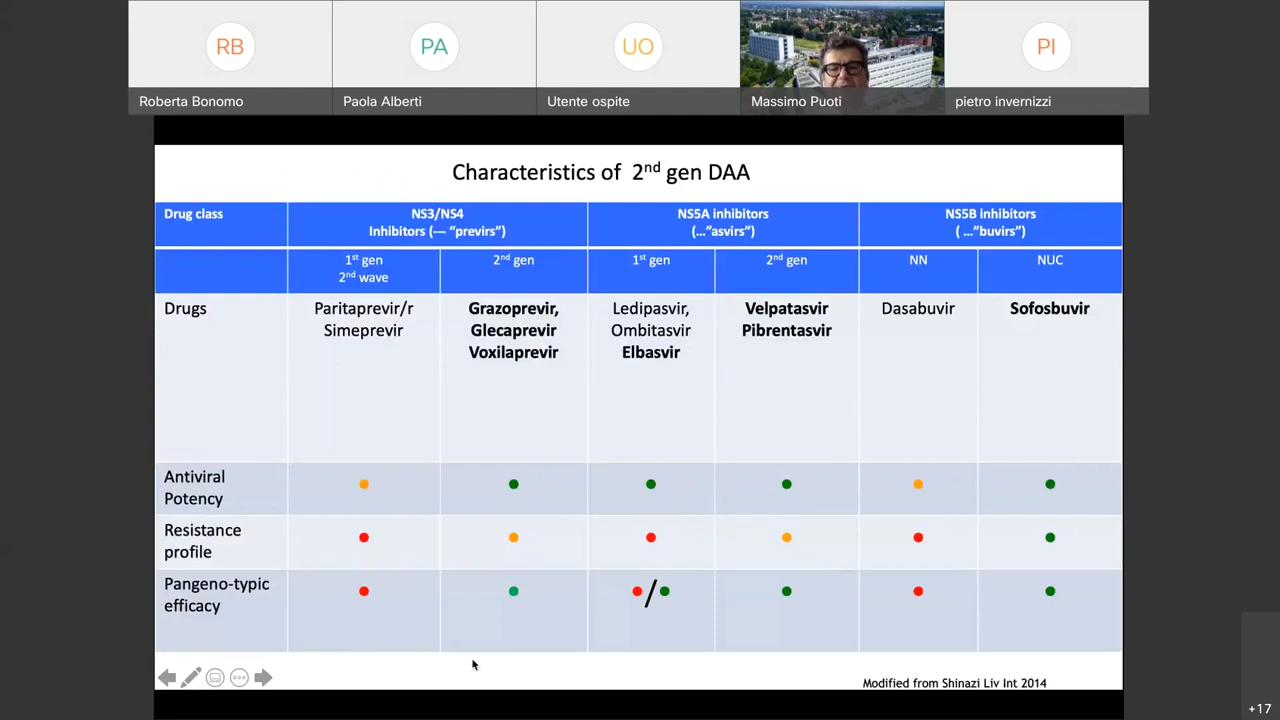 RB
PA
UO
PI
Roberta Bonomo
Paola Alberti
Utente ospite
Massimo Puoti
pietro invernizzi
Characteristics of 2nd gen DAA
Drug class
NS3/NS4
Inhibitors (--- “previrs”)
NS5A inhibitors
(…”asvirs”)
NS5B inhibitors
( …”buvirs”)
1st gen
2nd wave
2nd gen
1st gen
2nd gen
NN
NUC
Drugs
Paritaprevir/r
Simeprevir
Grazoprevir,
Glecaprevir
Voxilaprevir
Ledipasvir,
Ombitasvir
Elbasvir
Velpatasvir
Pibrentasvir
Dasabuvir
Sofosbuvir
Antiviral
Potency
Resistance
profile
Pangeno-typic
efficacy
/
Modified from Shinazi Liv Int 2014
+17